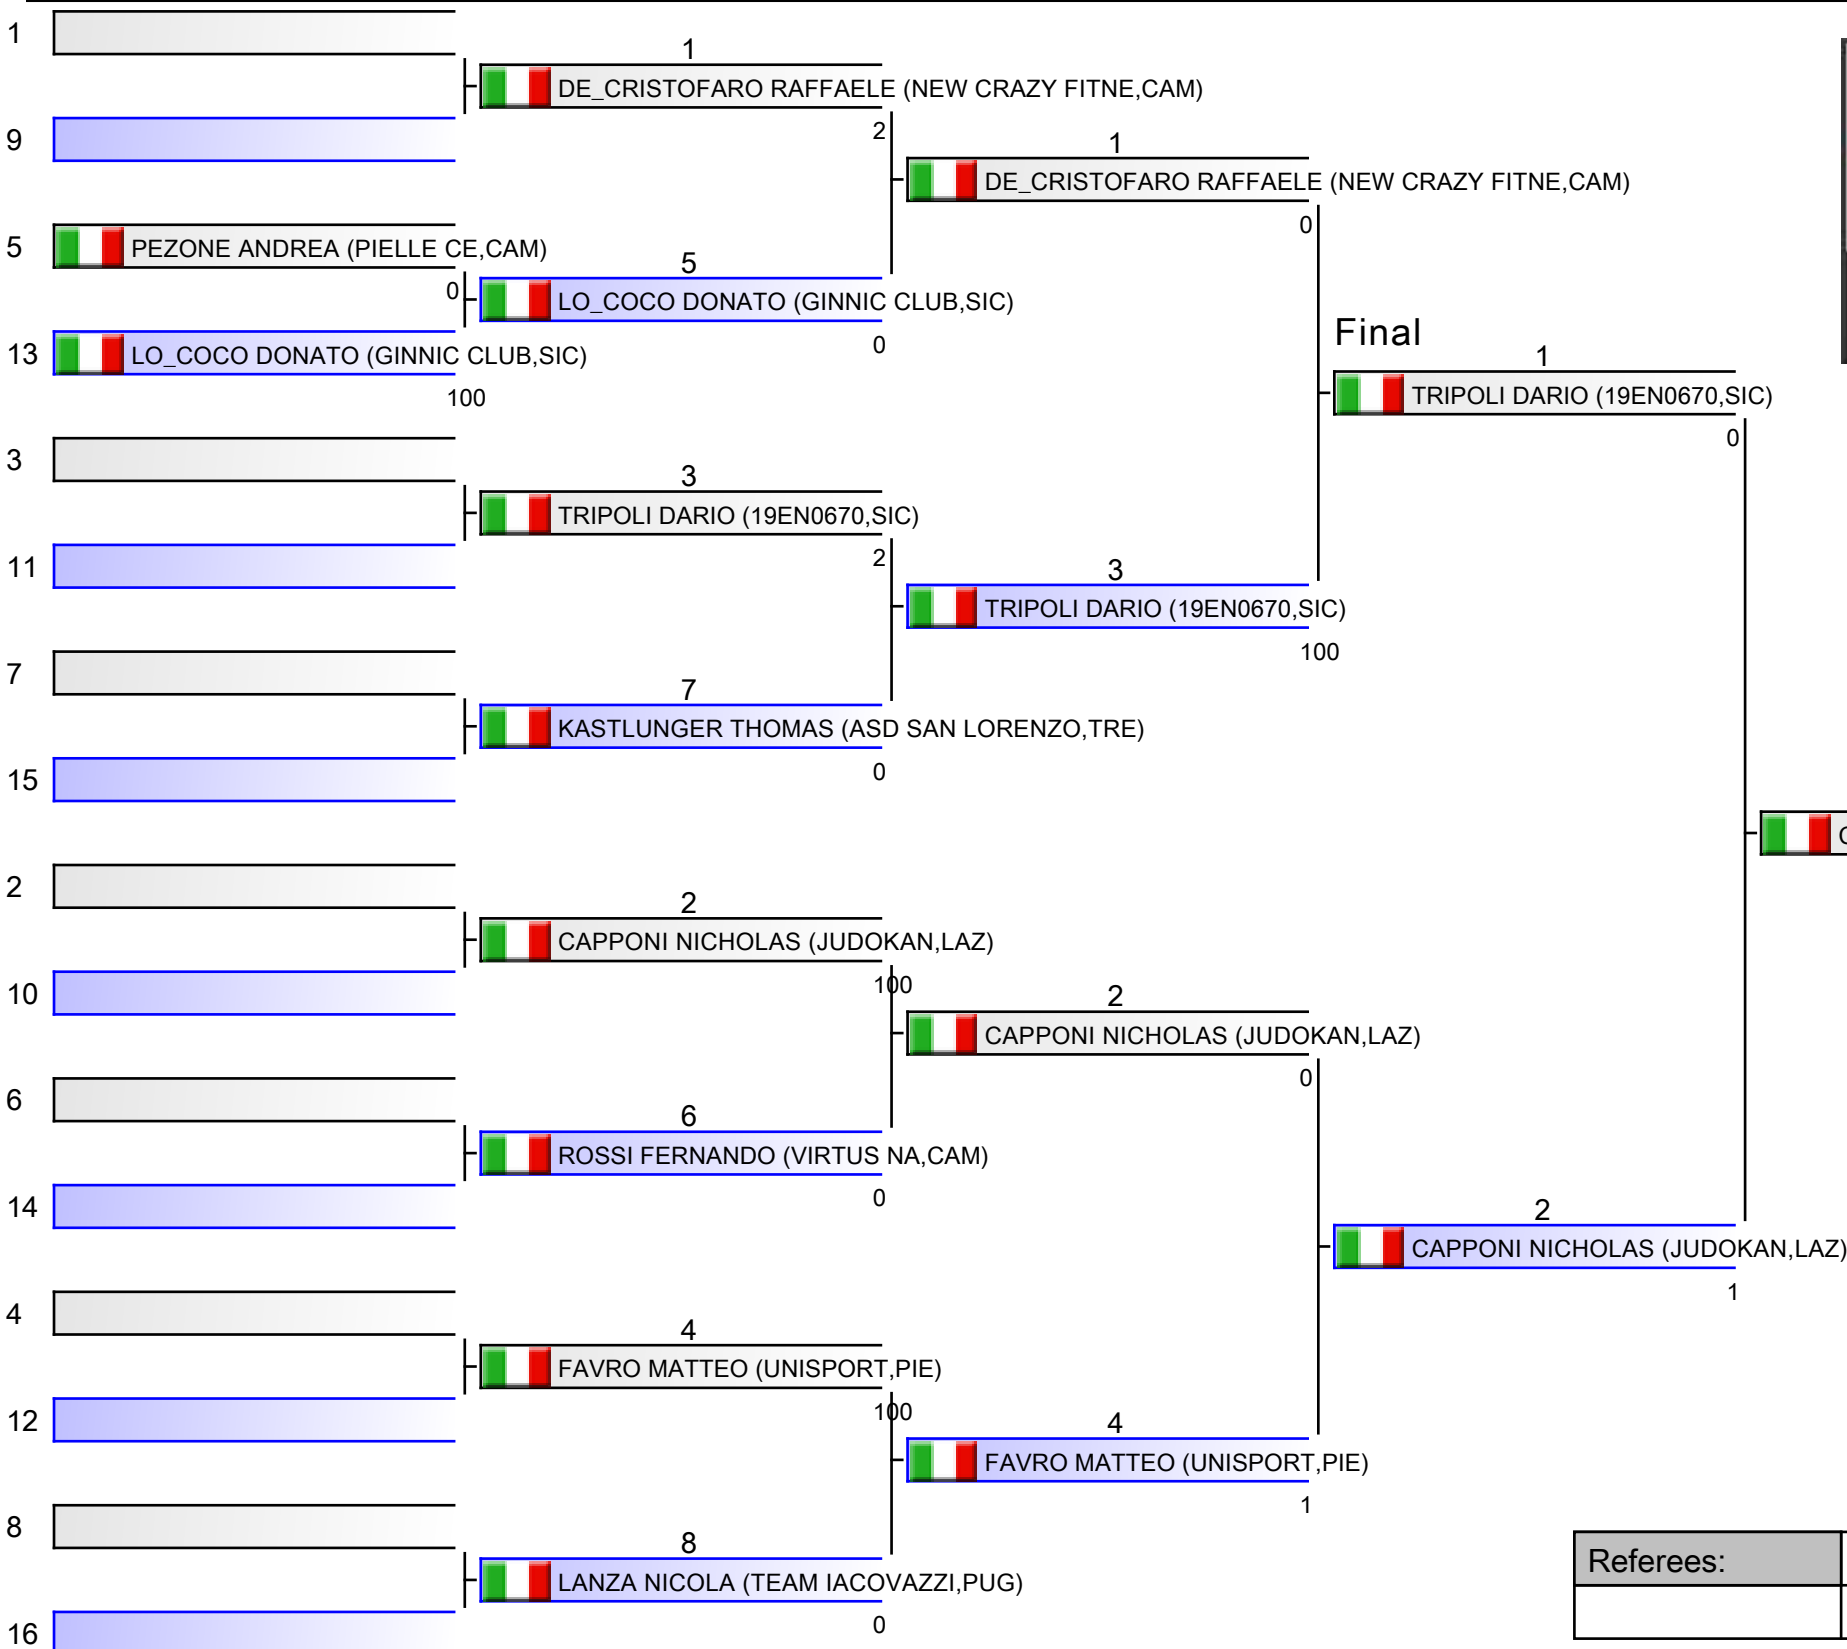 1
1
DE_CRISTOFARO RAFFAELE (NEW CRAZY FITNE,CAM)
2
9
1
DE_CRISTOFARO RAFFAELE (NEW CRAZY FITNE,CAM)
0
5
PEZONE ANDREA (PIELLE CE,CAM)
0
5
LO_COCO DONATO (GINNIC CLUB,SIC)
0
13
LO_COCO DONATO (GINNIC CLUB,SIC)
100
Final
1
TRIPOLI DARIO (19EN0670,SIC)
0
3
3
TRIPOLI DARIO (19EN0670,SIC)
2
11
3
TRIPOLI DARIO (19EN0670,SIC)
100
7
7
KASTLUNGER THOMAS (ASD SAN LORENZO,TRE)
0
15
2
2
CAPPONI NICHOLAS (JUDOKAN,LAZ)
100
10
2
CAPPONI NICHOLAS (JUDOKAN,LAZ)
0
6
6
ROSSI FERNANDO (VIRTUS NA,CAM)
0
14
2
CAPPONI NICHOLAS (JUDOKAN,LAZ)
1
4
4
FAVRO MATTEO (UNISPORT,PIE)
100
12
4
FAVRO MATTEO (UNISPORT,PIE)
1
8
8
LANZA NICOLA (TEAM IACOVAZZI,PUG)
0
16
Referees: